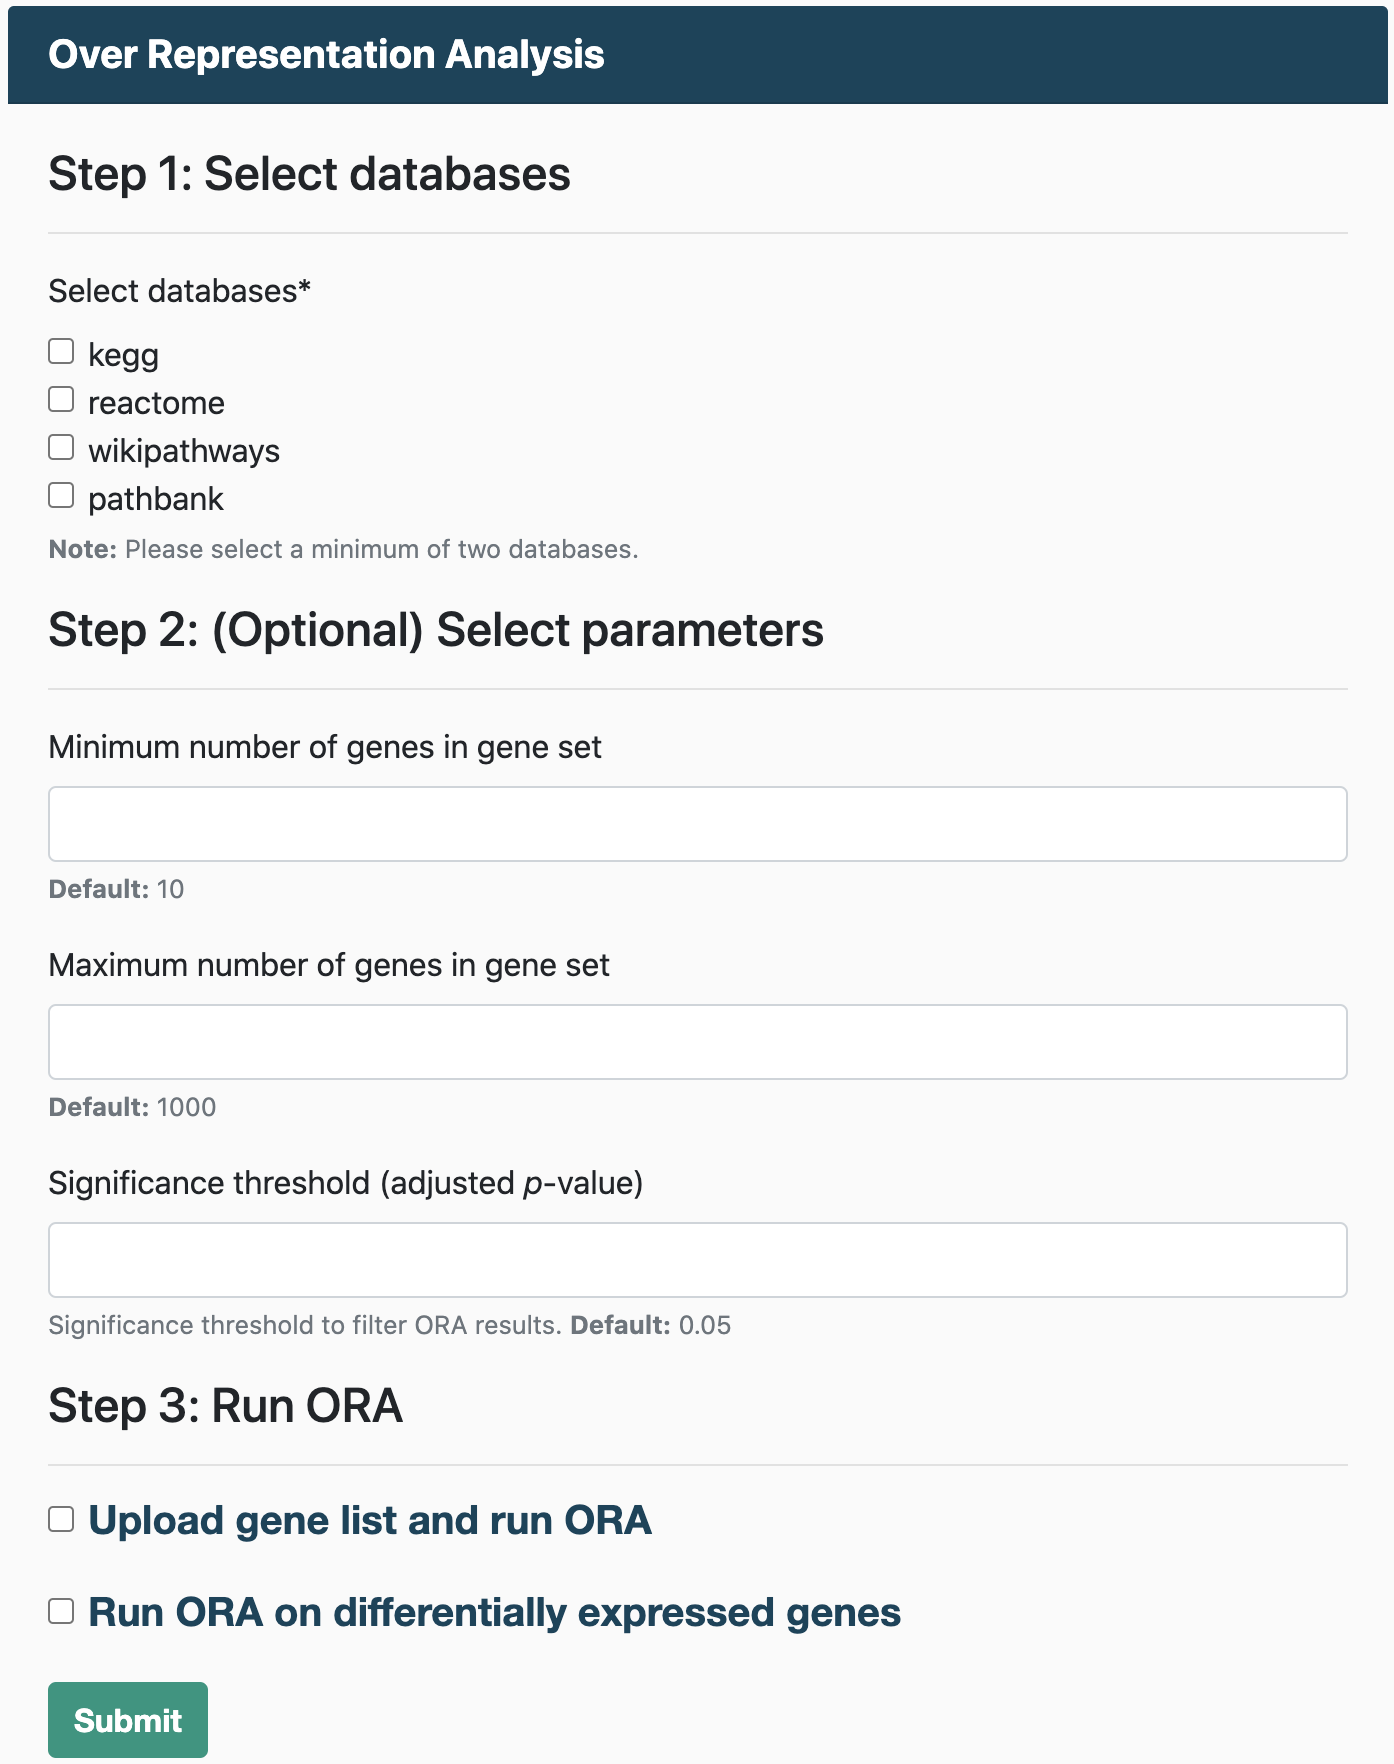 Over Representation Analysis
Step 1: Select databases
Select databases*
kegg
reactome
wikipathways
pathbank
Note: Please select a minimum of two databases.
Step 2: (Optional) Select parameters
Minimum number of genes in gene set
Default: 10
Maximum number of genes in gene set
Default: 1000
Significance threshold (adjusted p-value)
Significance threshold to filter ORA results. Default: 0.05
Step 3: Run ORA
Upload gene list and run ORA
Run ORA on differentially expressed genes
Submit